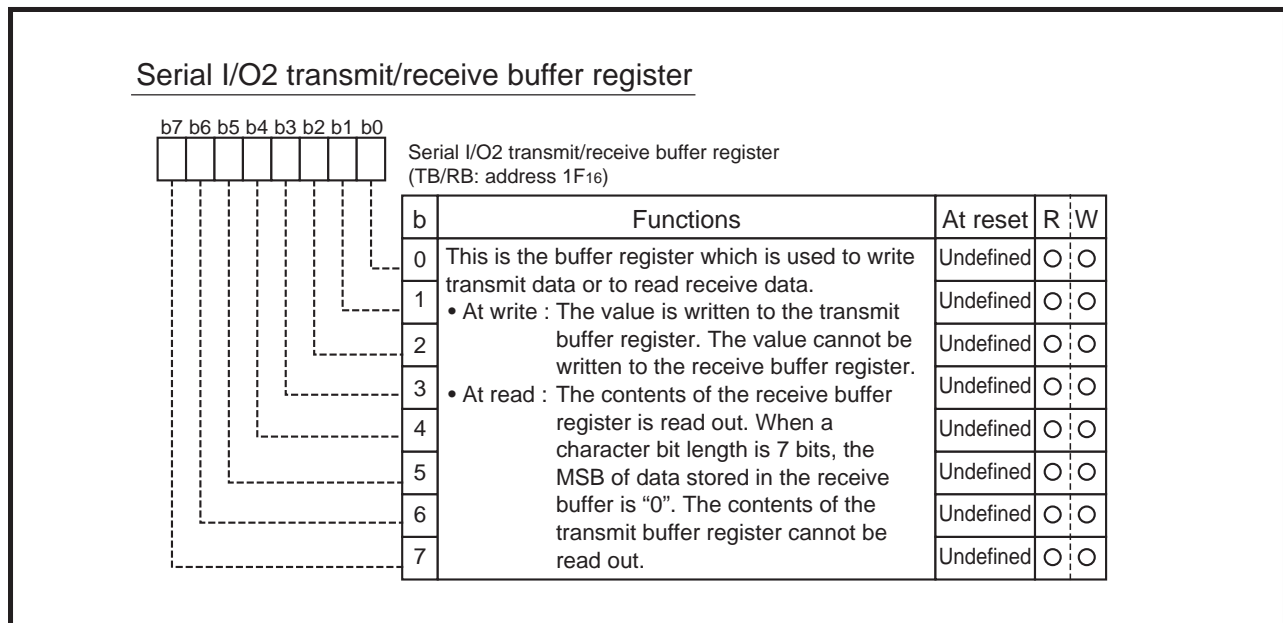 Serial I/O2 transmit/receive buffer register
b7 b6 b5 b4 b3 b2 b1 b0
Serial I/O2 transmit/receive buffer register
(TB/RB: address 1F16)
b Functions At reset R W
0 This is the buffer register which is used to write Undefined
transmit data or to read receive data.
1 • At write : The value is written to the transmit Undefined
buffer register. The value cannot be
2 written to the receive buffer register. Undefined
3 • At read : The contents of the receive buffer Undefined
register is read out. When a
4 character bit length is 7 bits, the Undefined
5 MSB of data stored in the receive Undefined
buffer is “0”. The contents of the
6 transmit buffer register cannot be Undefined
7 read out. Undefined